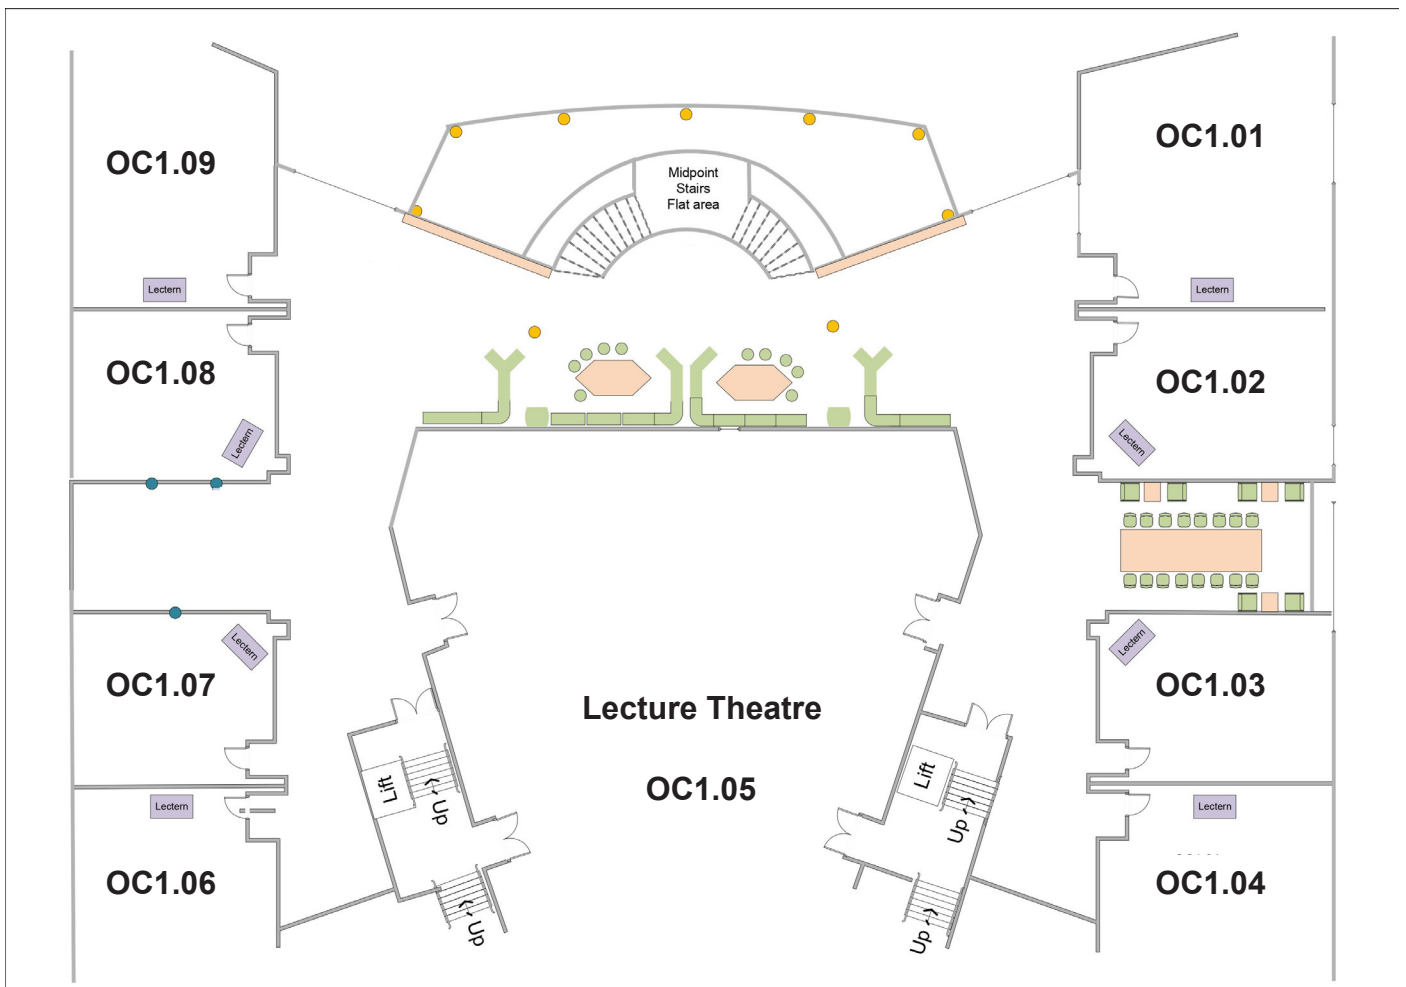 OC1.09
OC1.01
Midpoint
Stairs
Flat area
Lectern
Lectern
OC1.08
OC1.02
Lectern
Lectern
Lectern
Lectern
OC1.07
OC1.03
Lecture Theatre
OC1.05
Lift
Up
Lift
Up
Lectern
Lectern
OC1.06
OC1.04
Up
Up